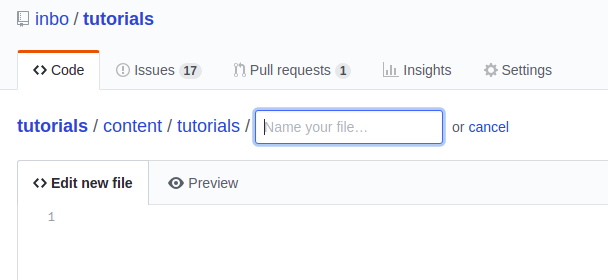 inbo / tutorials
Code Issues 17 Pull requests 1 Insights Settings
tutorials / content / tutorials / Name your file… or cancel
Edit new file Preview
1